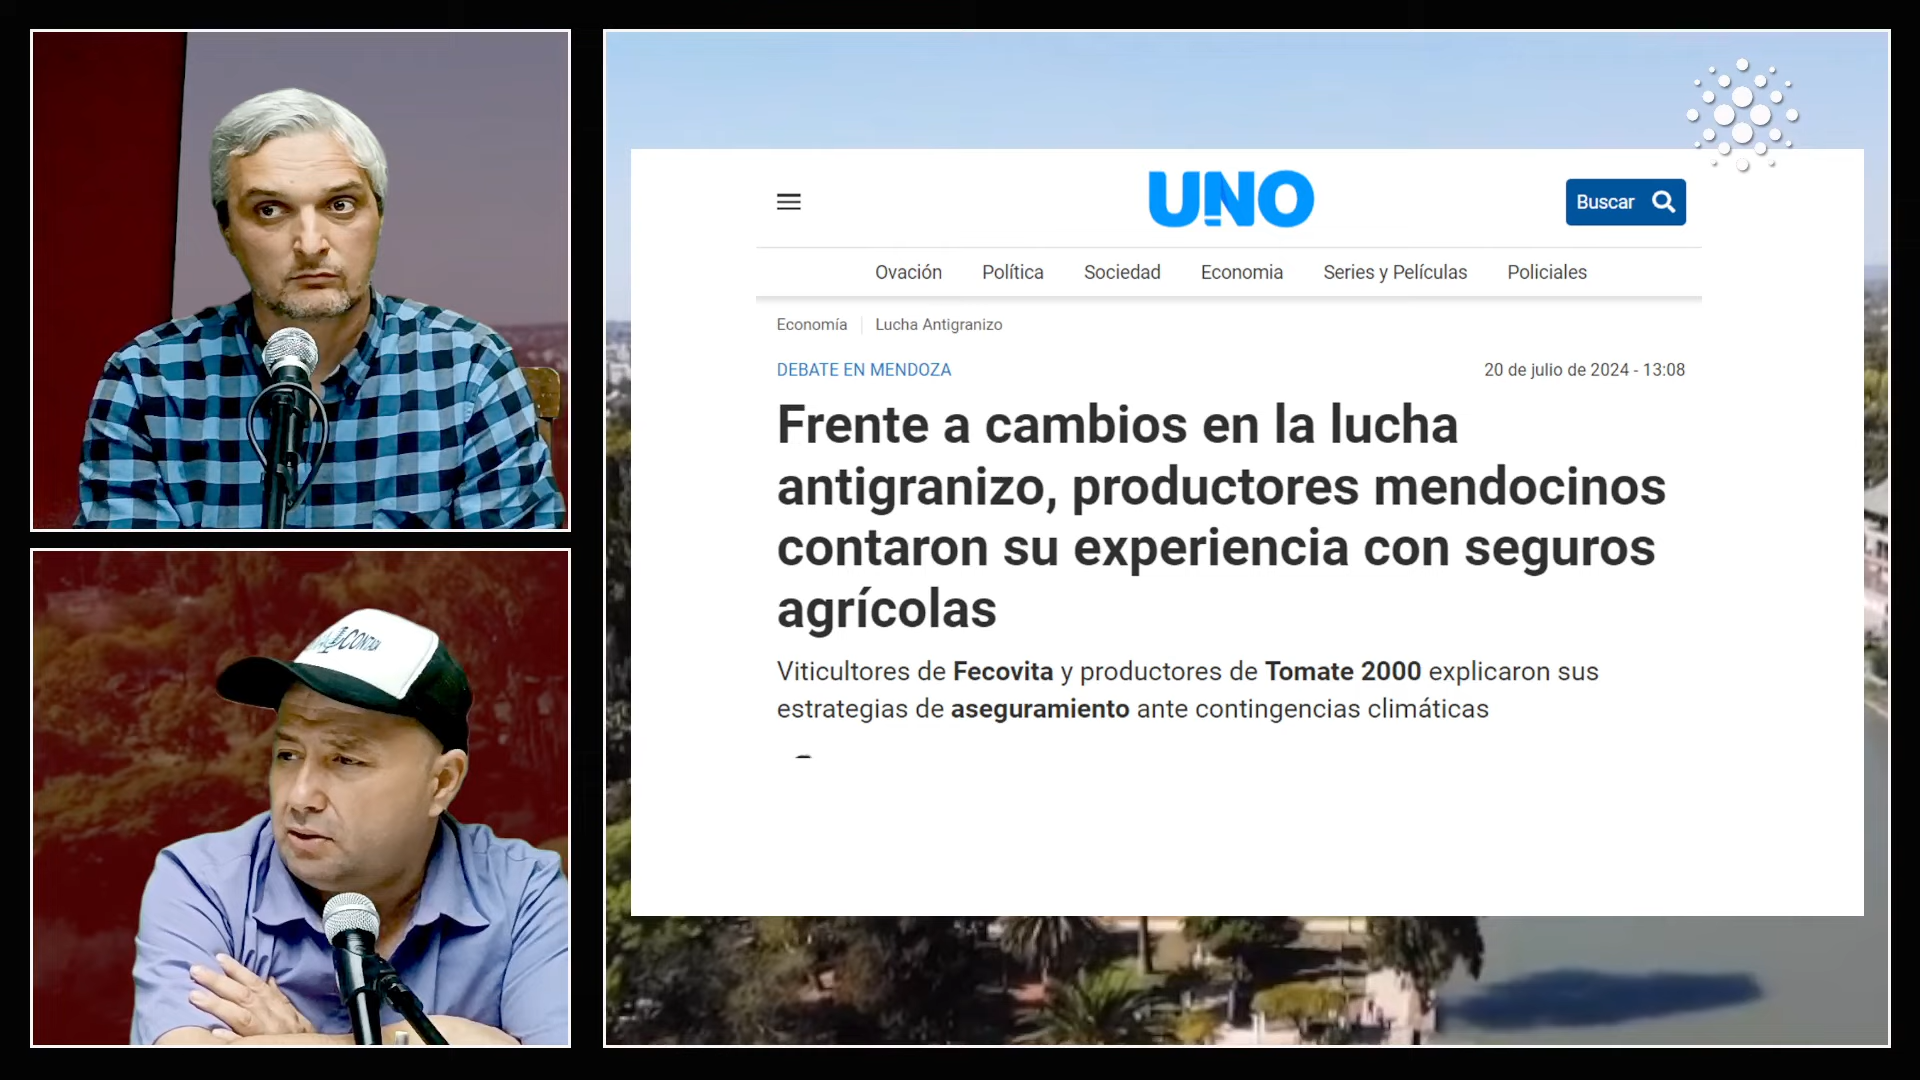 UNO
Buscar
Ovación Política Sociedad Economia Series y Películas Policiales
Economía Lucha Antigranizo
DEBATE EN MENDOZA
20 de julio de 2024 - 13:08
Frente a cambios en la lucha
antigranizo, productores mendocinos
contaron su experiencia con seguros
agrícolas
Viticultores de Fecovita y productores de Tomate 2000 explicaron sus
estrategias de aseguramiento ante contingencias climáticas